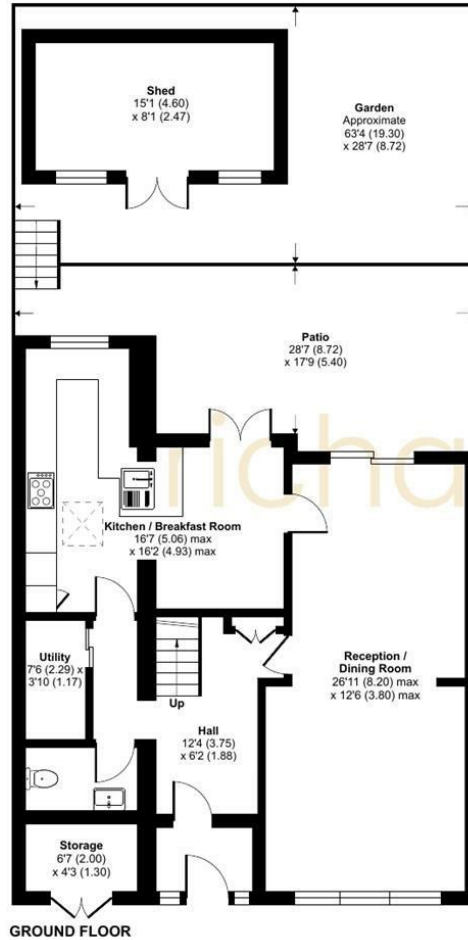 Shed
15'1 (4.60)
x 8'1 (2.47)
Garden
Approximate
63'4 (19.30)
x 28'7 (8.72)
Patio
28'7 (8.72)
x 17'9 (5.40)
richa
Kitchen / Breakfast Room
16'7 (5.06) max
x 16'2 (4.93) max
Utility
7'6 (2.29) x
3'10 (1.17)
Up
Hall
12'4 (3.75)
x 6'2 (1.88)
Reception /
Dining Room
26'11 (8.20) max
x 12'6 (3.80) max
Storage
6'7 (2.00)
x 4'3 (1.30)
GROUND FLOOR